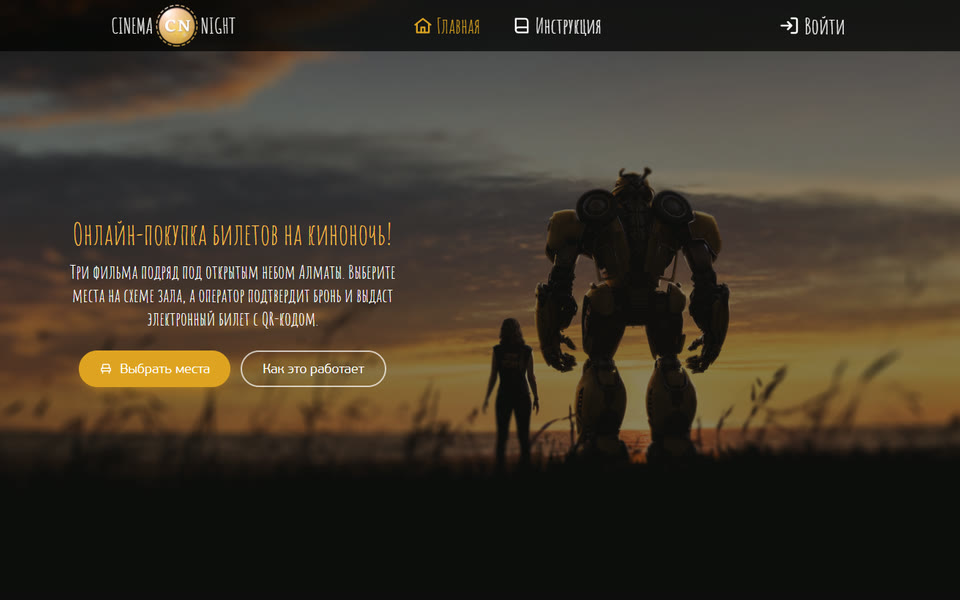 CINEMA CN NIGHT
Главная
Инструкция
Войти
Онлайн-покупка билетов на киноночь!
Три фильма подряд под открытым небом Алматы. Выберите
места на схеме зала, а оператор подтвердит бронь и выдаст
электронный билет с QR-кодом.
Выбрать места
Как это работает